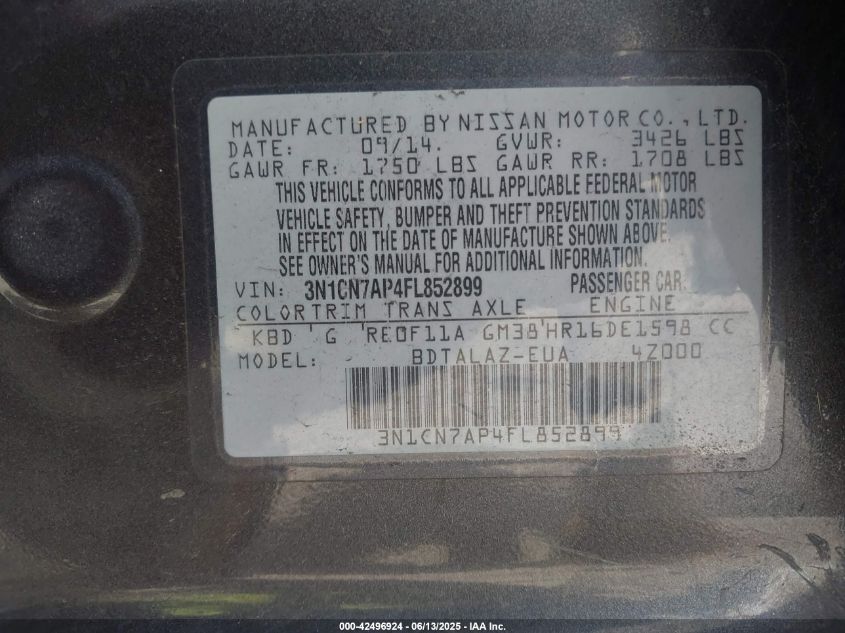 MANUFACTURED BY NISSAN MOTOR CO., LTD.
DATE: 09/14. GVWR: 3426 LBS
GAWR FR: 1750 LBS GAWR RR: 1708 LBS
THIS VEHICLE CONFORMS TO ALL APPLICABLE FEDERAL MOTOR
VEHICLE SAFETY, BUMPER AND THEFT PREVENTION STANDARDS
IN EFFECT ON THE DATE OF MANUFACTURE SHOWN ABOVE.
SEE OWNER'S MANUAL FOR ADDITIONAL INFORMATION.
VIN: 3N1CN7AP4FL852899 PASSENGER CAR
COLOR TRIM TRANS AXLE ENGINE
KBD G RE0F11A GM38 HR16DE1598 CC
MODEL: BDTALAZ-EUA 4Z000
3N1CN7AP4FL852899
000-42496924 - 06/13/2025 - IAA Inc.